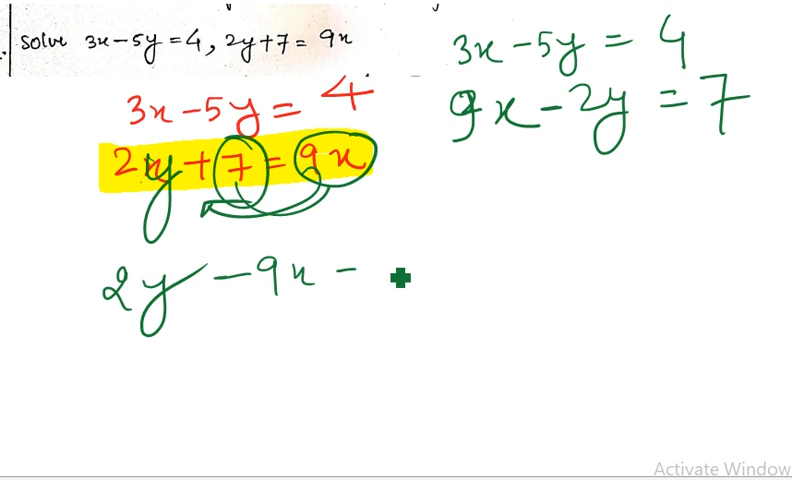 Solve 3x-5y=4, 2y+7=9x
3x-5y=4
2y+7=9x
2y-9x-
3x-5y=4
9x-2y=7
Activate Window